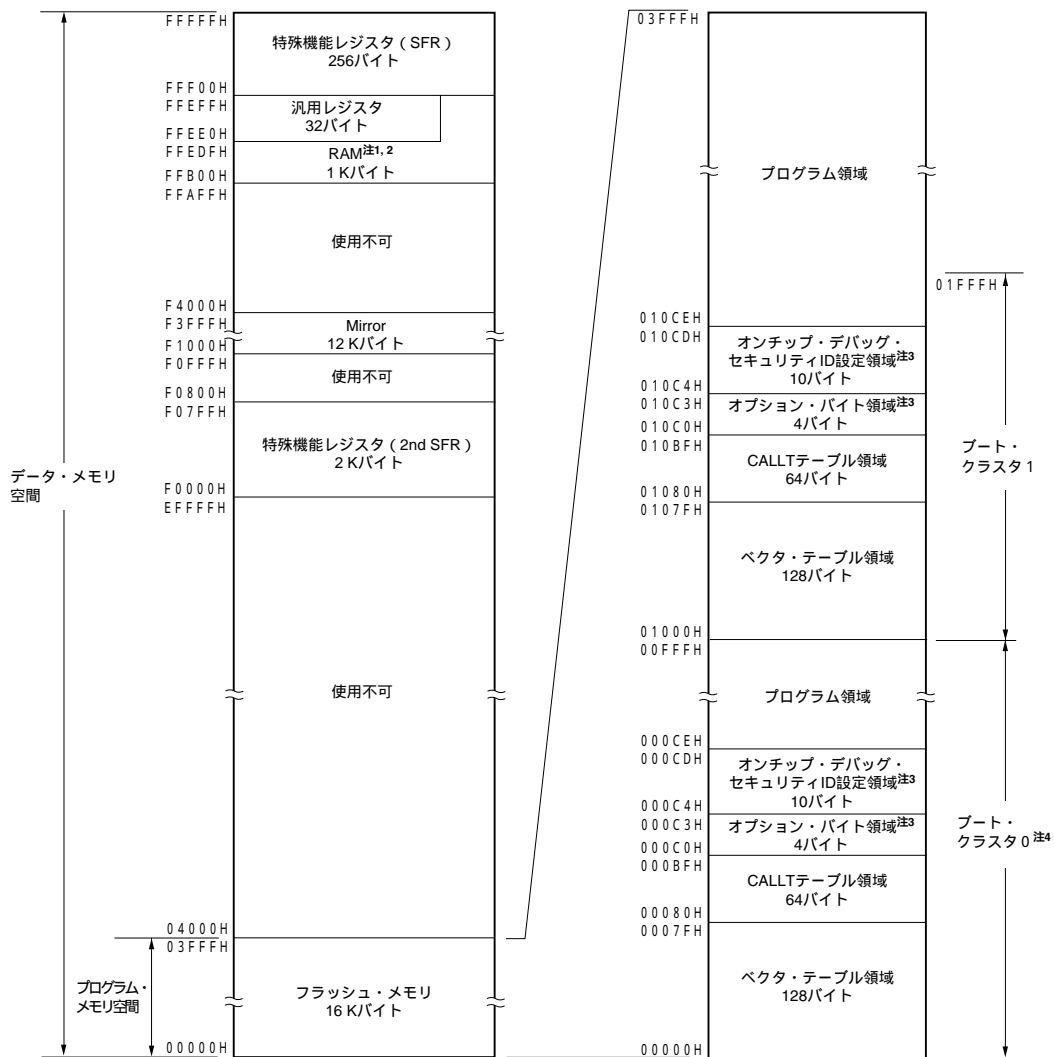 FFFFFH
特殊機能レジスタ(SFR)
256バイト
FFF00H
FFEFFH
汎用レジスタ
32バイト
FFEE0H
FFEDFH
RAM注1, 2
1 Kバイト
FFB00H
FFAFFH
使用不可
F4000H
F3FFFH
Mirror
12 Kバイト
F1000H
F0FFFH
使用不可
F0800H
F07FFH
特殊機能レジスタ(2nd SFR)
2 Kバイト
データ・メモリ
空間
F0000H
EFFFFH
使用不可
04000H
03FFFH
プログラム・
メモリ空間
フラッシュ・メモリ
16 Kバイト
00000H
03FFFH
プログラム領域
01FFFH
010CEH
010CDH
オンチップ・デバッグ・
セキュリティID設定領域注3
10バイト
010C4H
010C3H
オプション・バイト領域注3
4バイト
010C0H
010BFH
CALLTテーブル領域
64バイト
ブート・
クラスタ1
01080H
0107FH
ベクタ・テーブル領域
128バイト
01000H
00FFFH
プログラム領域
000CEH
000CDH
オンチップ・デバッグ・
セキュリティID設定領域注3
10バイト
000C4H
000C3H
オプション・バイト領域注3
4バイト
ブート・
クラスタ0 注4
000C0H
000BFH
CALLTテーブル領域
64バイト
00080H
0007FH
ベクタ・テーブル領域
128バイト
00000H